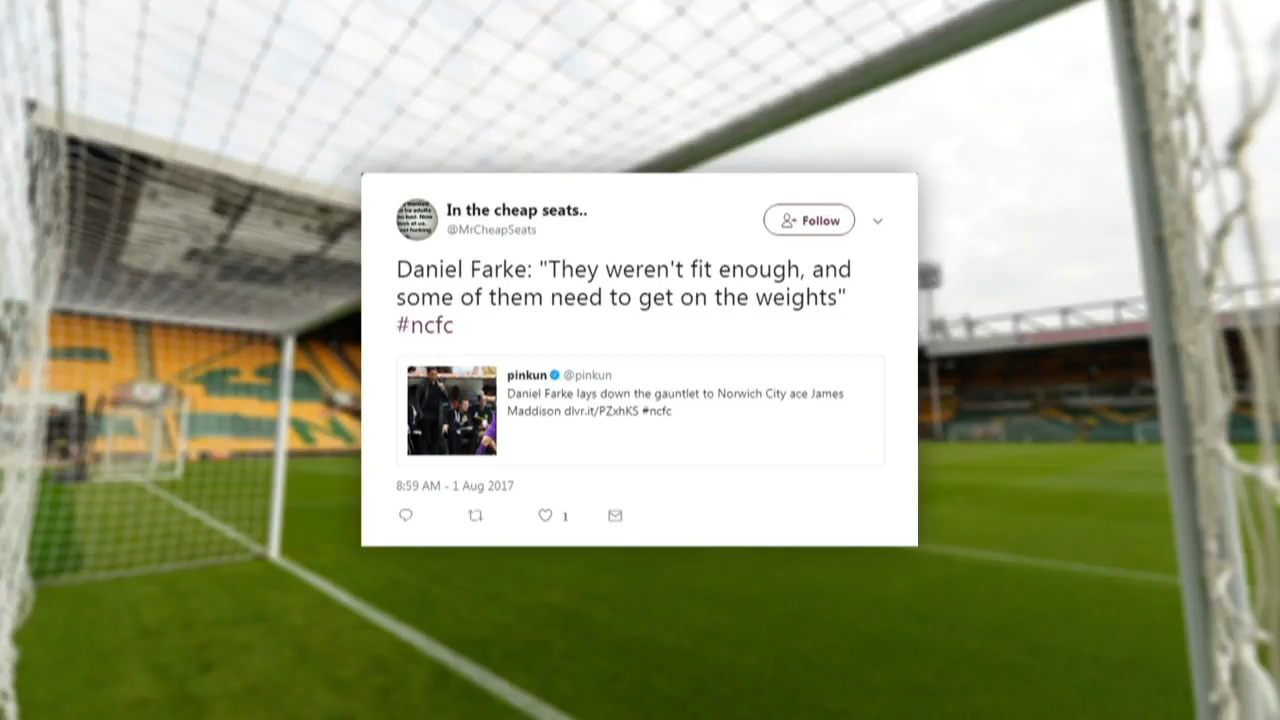 In the cheap seats..
@MrCheapSeats
Follow
Daniel Farke: "They weren't fit enough, and
some of them need to get on the weights"
#ncfc
pinkun @pinkun
Daniel Farke lays down the gauntlet to Norwich City ace James
Maddison dlvr.it/PZxhKS #ncfc
8:59 AM - 1 Aug 2017
1